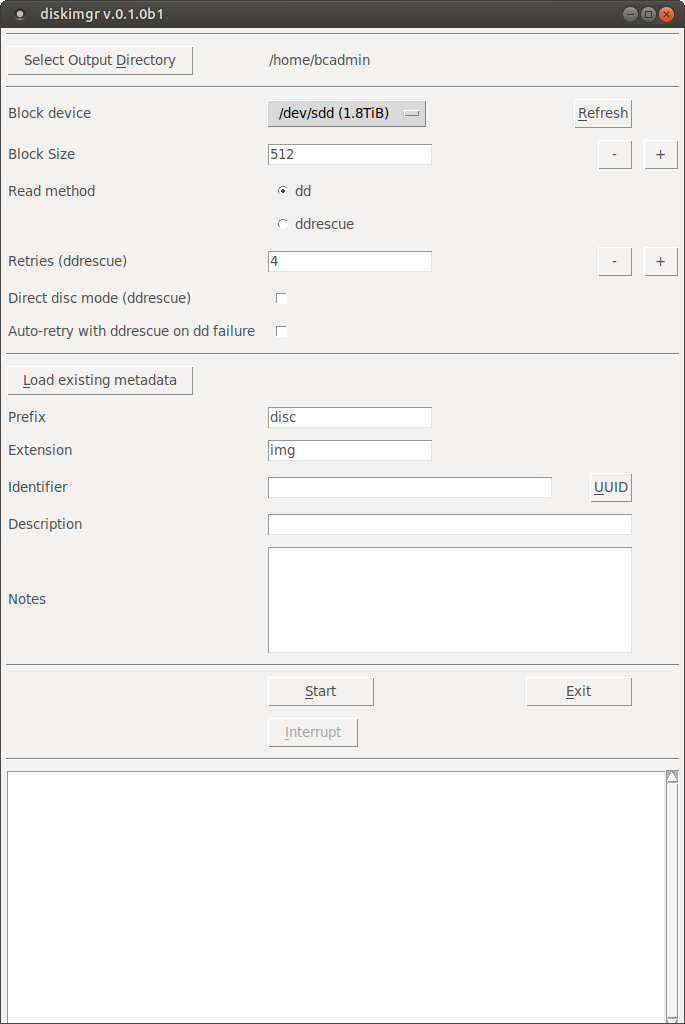 diskimgr v.0.1.0b1
Select Output Directory /home/bcadmin
Block device /dev/sdd (1.8TiB) Refresh
Block Size 512 - +
Read method dd
ddrescue
Retries (ddrescue) 4 - +
Direct disc mode (ddrescue)
Auto-retry with ddrescue on dd failure
Load existing metadata
Prefix disc
Extension img
Identifier UUID
Description
Notes
Start Exit
Interrupt